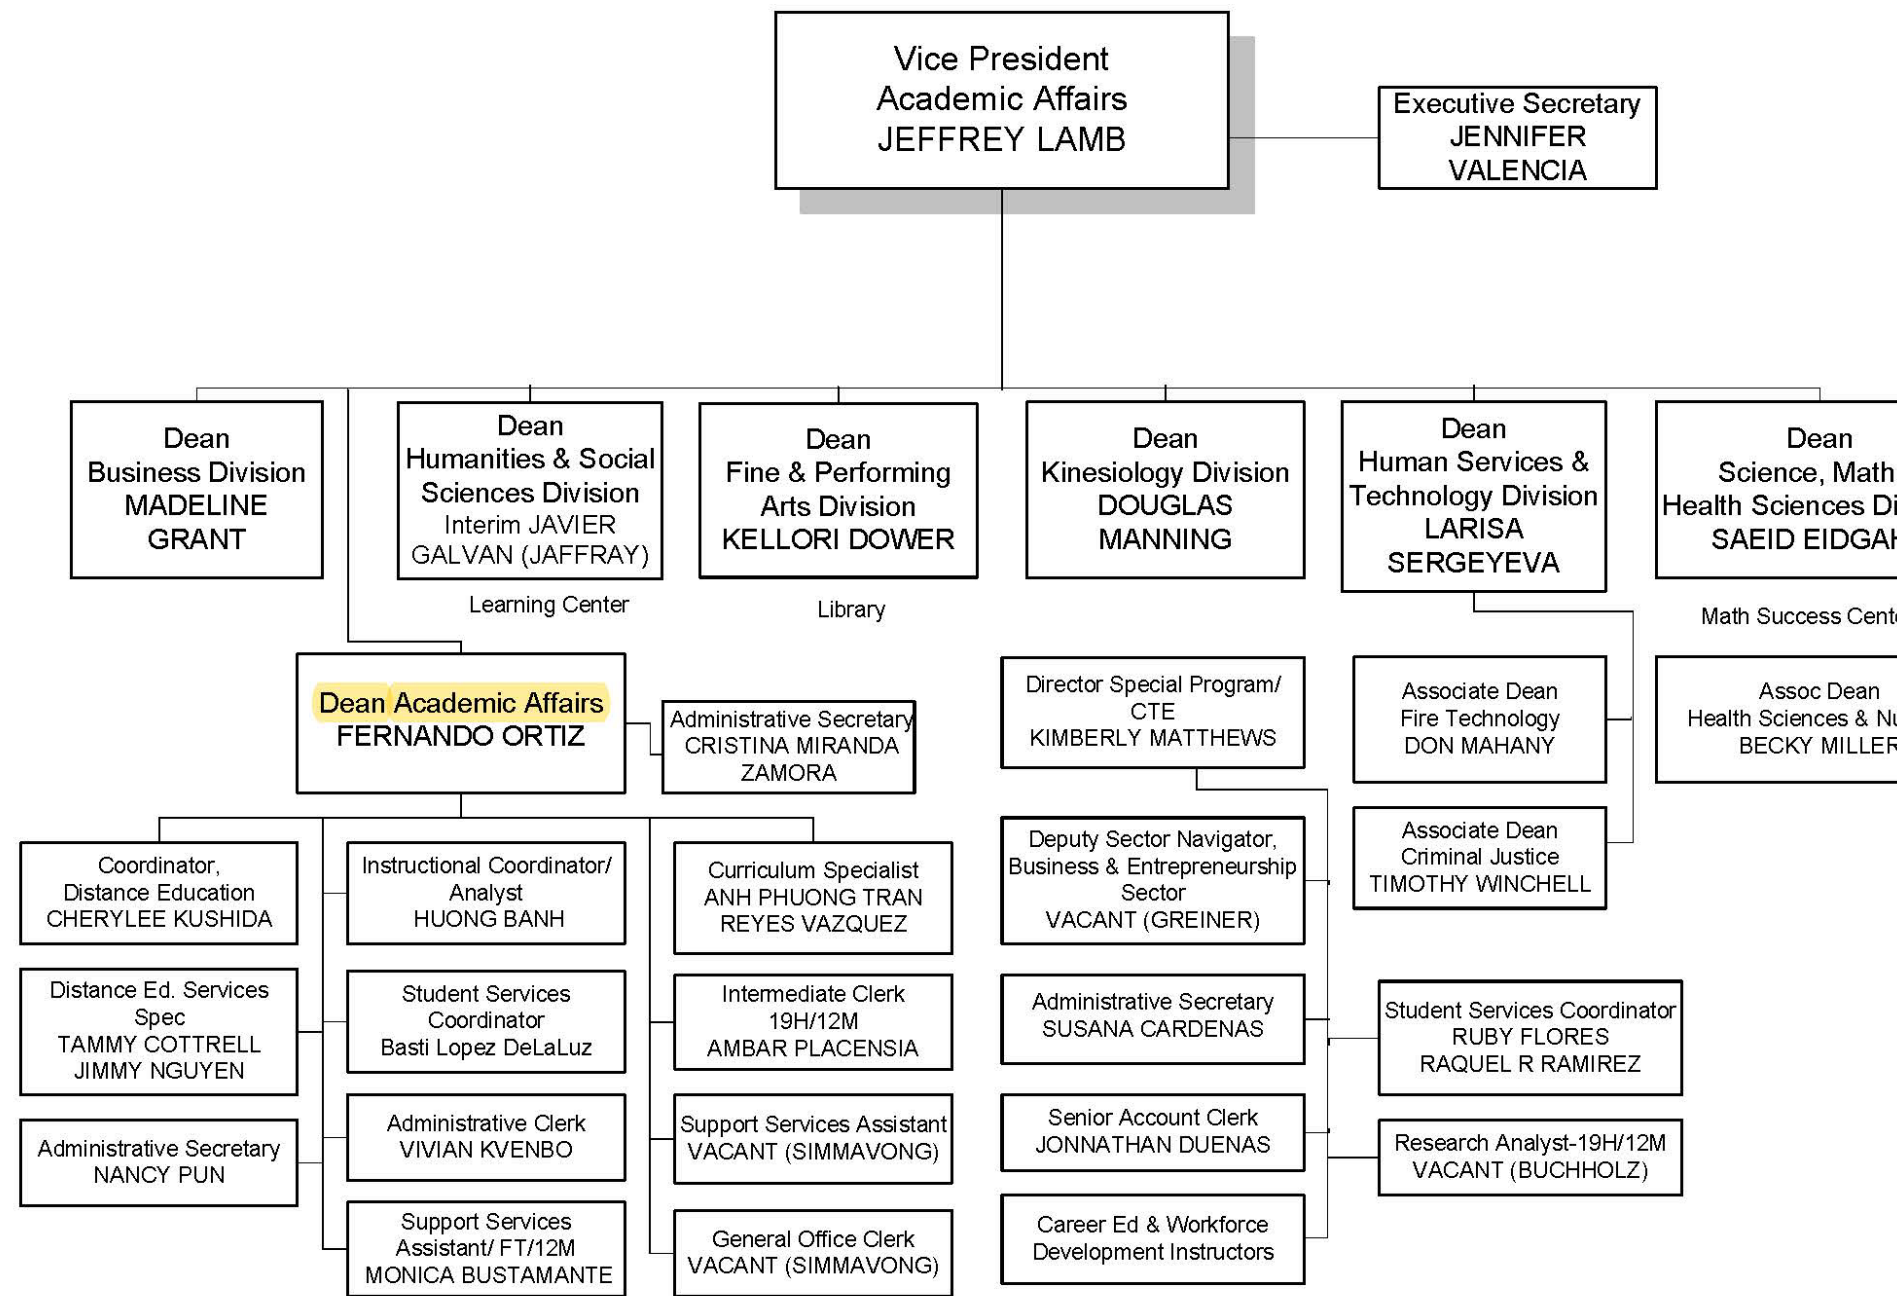 Vice President
Academic Affairs
JEFFREY LAMB
Executive Secretary
JENNIFER
VALENCIA
Dean
Business Division
MADELINE
GRANT
Dean
Humanities & Social
Sciences Division
Interim JAVIER
GALVAN (JAFFRAY)
Learning Center
Dean
Fine & Performing
Arts Division
KELLORI DOWER
Library
Dean
Kinesiology Division
DOUGLAS
MANNING
Dean
Human Services &
Technology Division
LARISA
SERGEYEVA
Dean
Science, Math
Health Sciences
SAEID
Math Success
Dean Academic Affairs
FERNANDO ORTIZ
Administrative Secretary
CRISTINA MIRANDA
ZAMORA
Director Special Program/
CTE
KIMBERLY MATTHEWS
Associate Dean
Fire Technology
DON MAHANY
Assoc Dean
Health Sciences &
BECKY MILLER
Associate Dean
Criminal Justice
TIMOTHY WINCHELL
Coordinator,
Distance Education
CHERYLEE KUSHIDA
Distance Ed. Services
Spec
TAMMY COTTRELL
JIMMY NGUYEN
Administrative Secretary
NANCY PUN
Instructional Coordinator/
Analyst
HUONG BANH
Student Services
Coordinator
Basti Lopez DeLaLuz
Administrative Clerk
VIVIAN KVENBO
Support Services
Assistant/ FT/12M
MONICA BUSTAMANTE
Curriculum Specialist
ANH PHUONG TRAN
REYES VAZQUEZ
Intermediate Clerk
19H/12M
AMBAR PLACENSIA
Support Services Assistant
VACANT (SIMMAVONG)
General Office Clerk
VACANT (SIMMAVONG)
Deputy Sector Navigator,
Business & Entrepreneurship
Sector
VACANT (GREINER)
Administrative Secretary
SUSANA CARDENAS
Senior Account Clerk
JONNATHAN DUENAS
Career Ed & Workforce
Development Instructors
Student Services Coordinator
RUBY FLORES
RAQUEL R RAMIREZ
Research Analyst-19H/12M
VACANT (BUCHHOLZ)